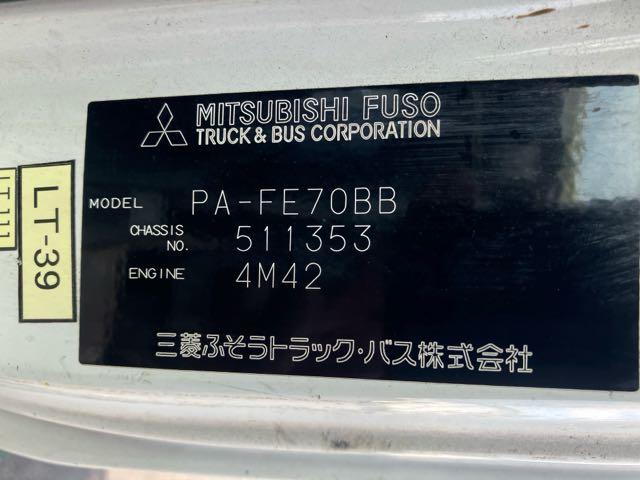 MITSUBISHI FUSO
TRUCK & BUS CORPORATION
MODEL PA-FE70BB
CHASSIS NO. 511353
ENGINE 4M42
三菱ふそうトラック・バス株式会社
LT-39